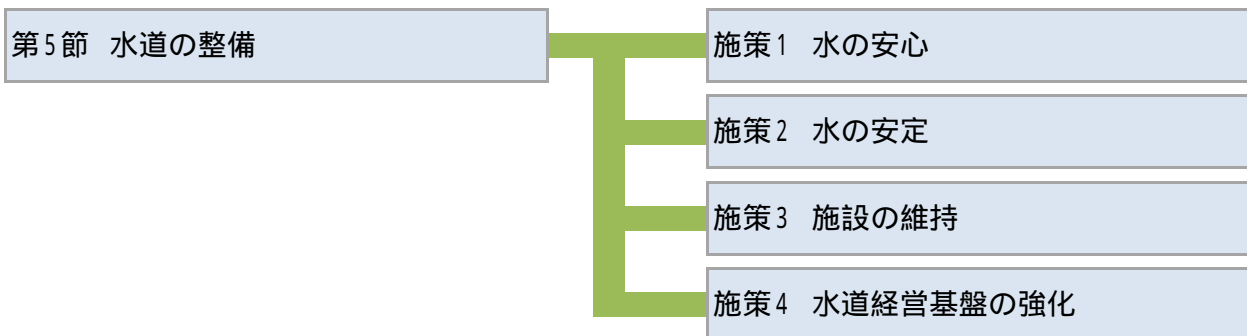 第5節 水道の整備
施策1 水の安心
施策2 水の安定
施策3 施設の維持
施策4 水道経営基盤の強化